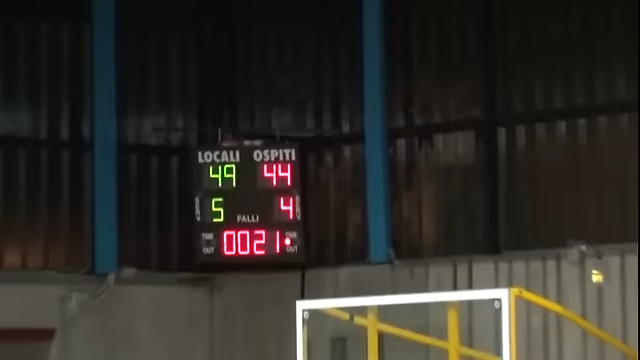 LOCALI OSPITI
49 44
5 FALLI 4
TIME OUT 0021 TIME OUT